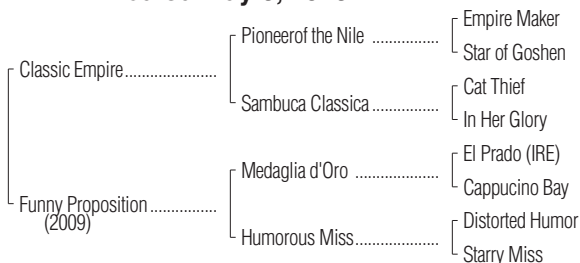 Pioneerof the Nile ................
Empire Maker
Star of Goshen
Classic Empire......................
Sambuca Classica ................
Cat Thief
In Her Glory
Medaglia d'Oro ....................
El Prado (IRE)
Cappucino Bay
Funny Proposition ................
(2009)
Humorous Miss....................
Distorted Humor
Starry Miss